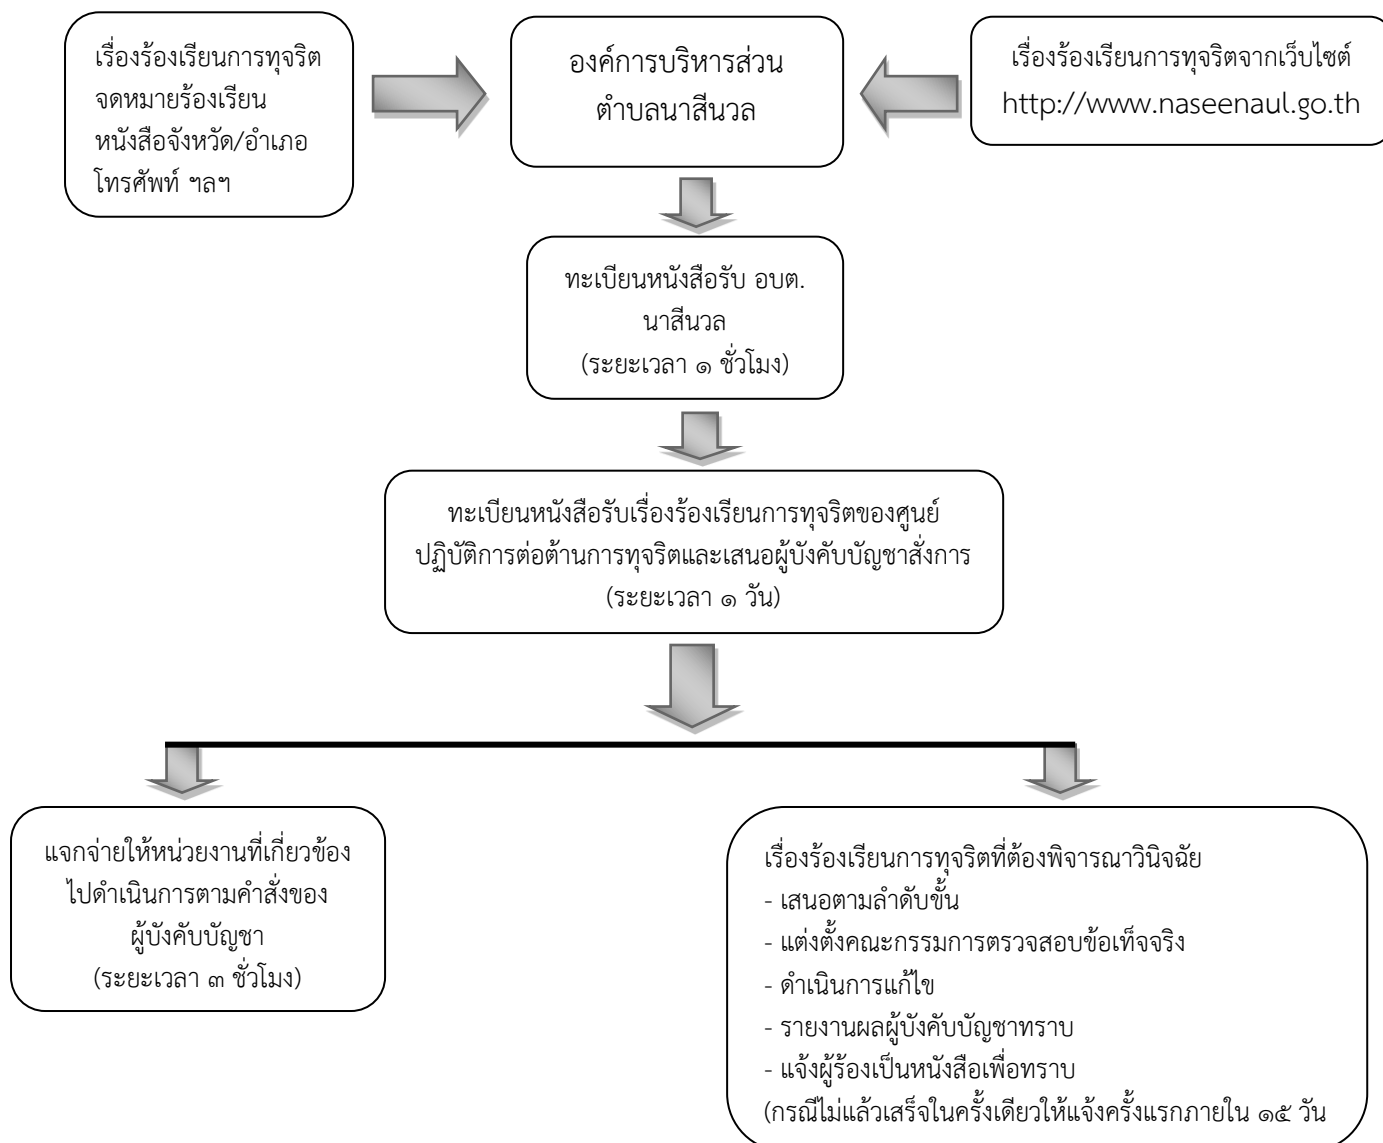 เรื่องร้องเรียนการทุจริต
จดหมายร้องเรียน
หนังสือจังหวัด/อำเภอ
โทรศัพท์ ฯลฯ
องค์การบริหารส่วน
ตำบลนาสีนวล
เรื่องร้องเรียนการทุจริตจากเว็บไซต์
http://www.naseenaul.go.th
ทะเบียนหนังสือรับ อบต.
นาสีนวล
(ระยะเวลา ๑ ชั่วโมง)
ทะเบียนหนังสือรับเรื่องร้องเรียนการทุจริตของศูนย์
ปฏิบัติการต่อต้านการทุจริตและเสนอผู้บังคับบัญชาสั่งการ
(ระยะเวลา ๑ วัน)
แจกจ่ายให้หน่วยงานที่เกี่ยวข้อง
ไปดำเนินการตามคำสั่งของ
ผู้บังคับบัญชา
(ระยะเวลา ๓ ชั่วโมง)
เรื่องร้องเรียนการทุจริตที่ต้องพิจารณาวินิจฉัย
- เสนอตามลำดับขั้น
- แต่งตั้งคณะกรรมการตรวจสอบข้อเท็จจริง
- ดำเนินการแก้ไข
- รายงานผลผู้บังคับบัญชาทราบ
- แจ้งผู้ร้องเป็นหนังสือเพื่อทราบ
(กรณีไม่แล้วเสร็จในครั้งเดียวให้แจ้งครั้งแรกภายใน ๑๕ วัน